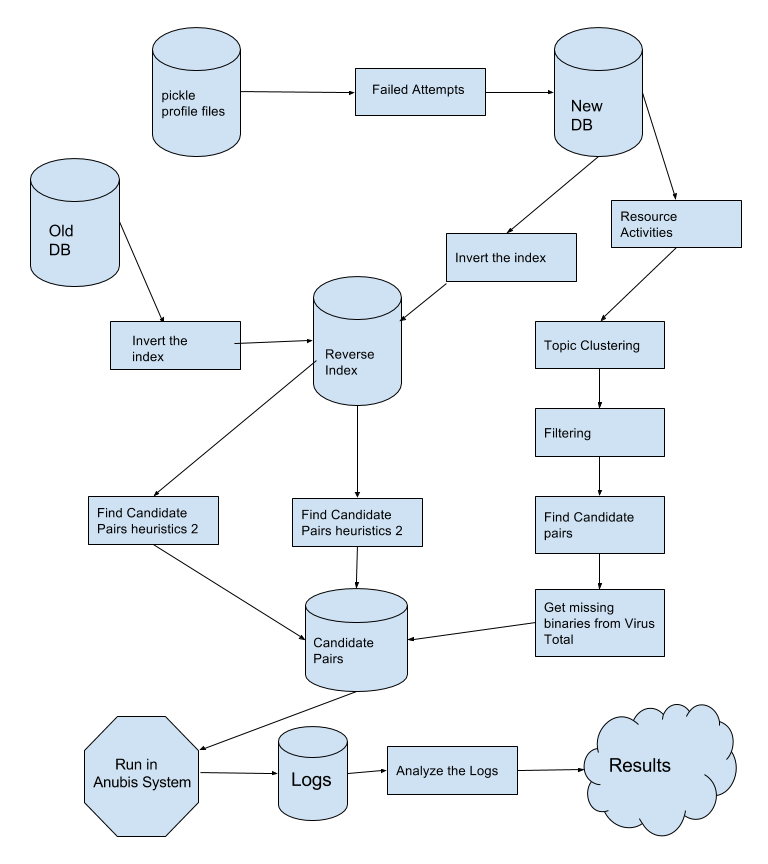 pickle
profile files
Failed Attempts
New
DB
Old
DB
Resource
Activities
Invert the index
Invert the
index
Reverse
Index
Topic Clustering
Filtering
Find Candidate
Pairs heuristics 2
Find Candidate
Pairs heuristics 2
Find Candidate
pairs
Get missing
binaries from Virus
Total
Candidate
Pairs
Run in
Anubis System
Logs
Analyze the Logs
Results